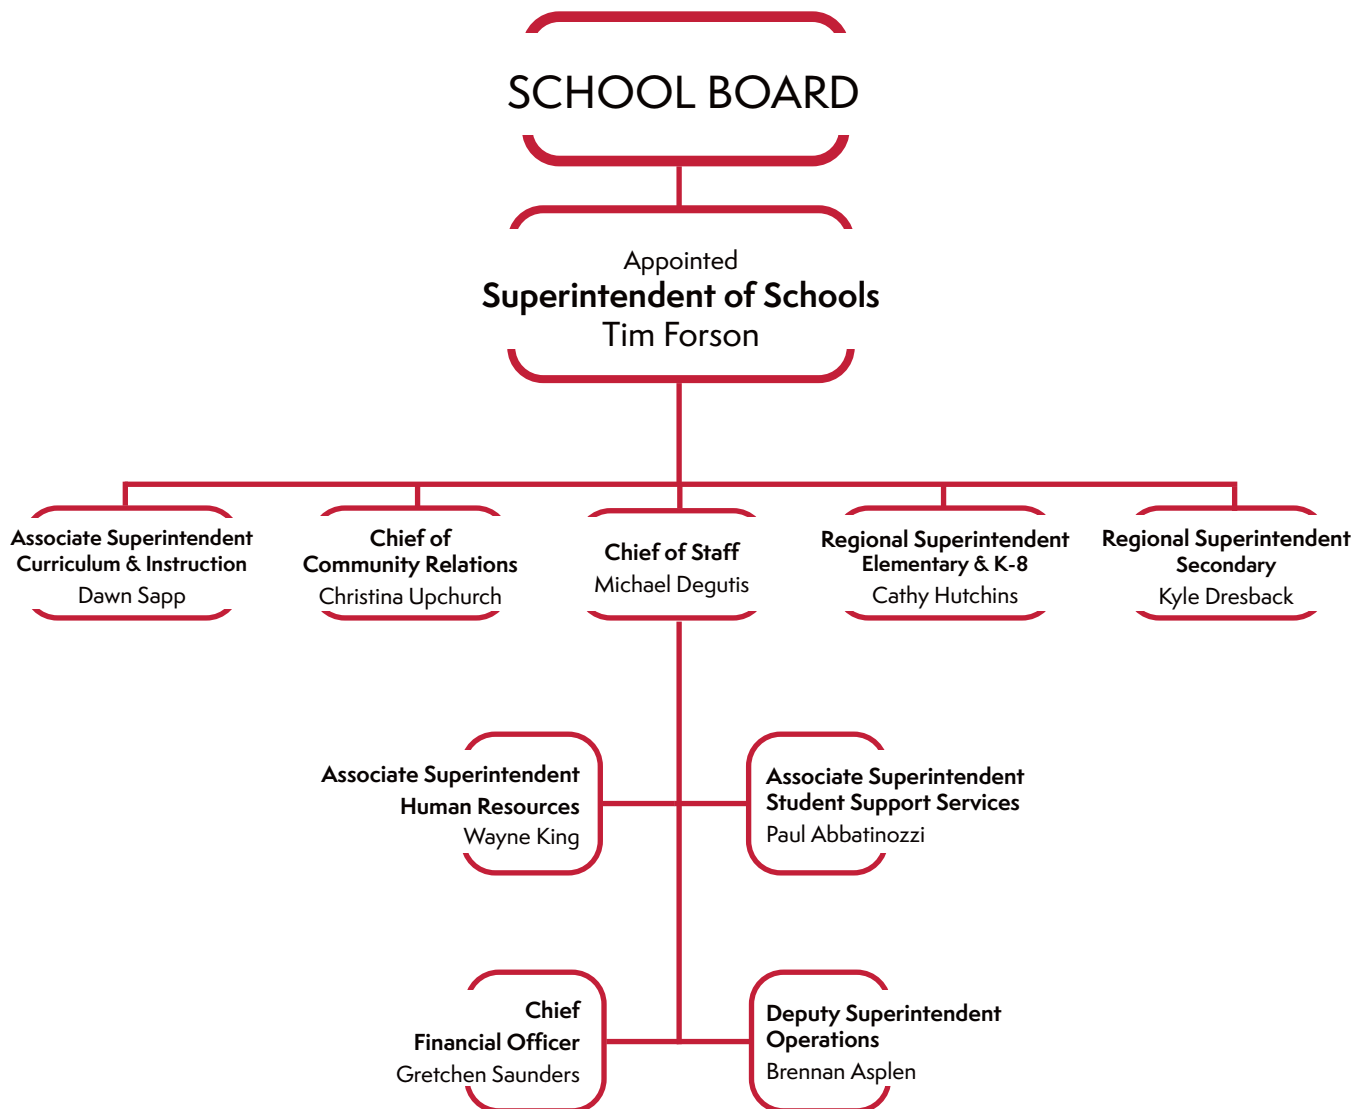 SCHOOL BOARD
Appointed
Superintendent of Schools
Tim Forson
Associate Superintendent
Curriculum & Instruction
Dawn Sapp
Chief of
Community Relations
Christina Upchurch
Chief of Staff
Michael Degutis
Regional Superintendent
Elementary & K-8
Cathy Hutchins
Regional Superintendent
Secondary
Kyle Dresback
Associate Superintendent
Human Resources
Wayne King
Associate Superintendent
Student Support Services
Paul Abbatinozzi
Chief
Financial Officer
Gretchen Saunders
Deputy Superintendent
Operations
Brennan Asplen